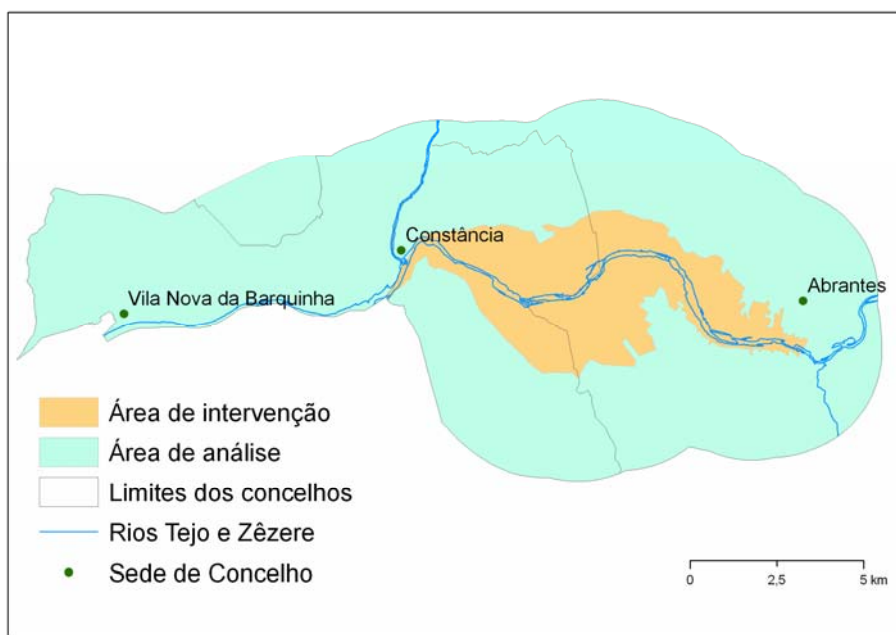 Constância
Abrantes
Vila Nova da Barquinha
Área de intervenção
Área de análise
Limites dos concelhos
Rios Tejo e Zêzere
Sede de Concelho
0 2,5 5 km